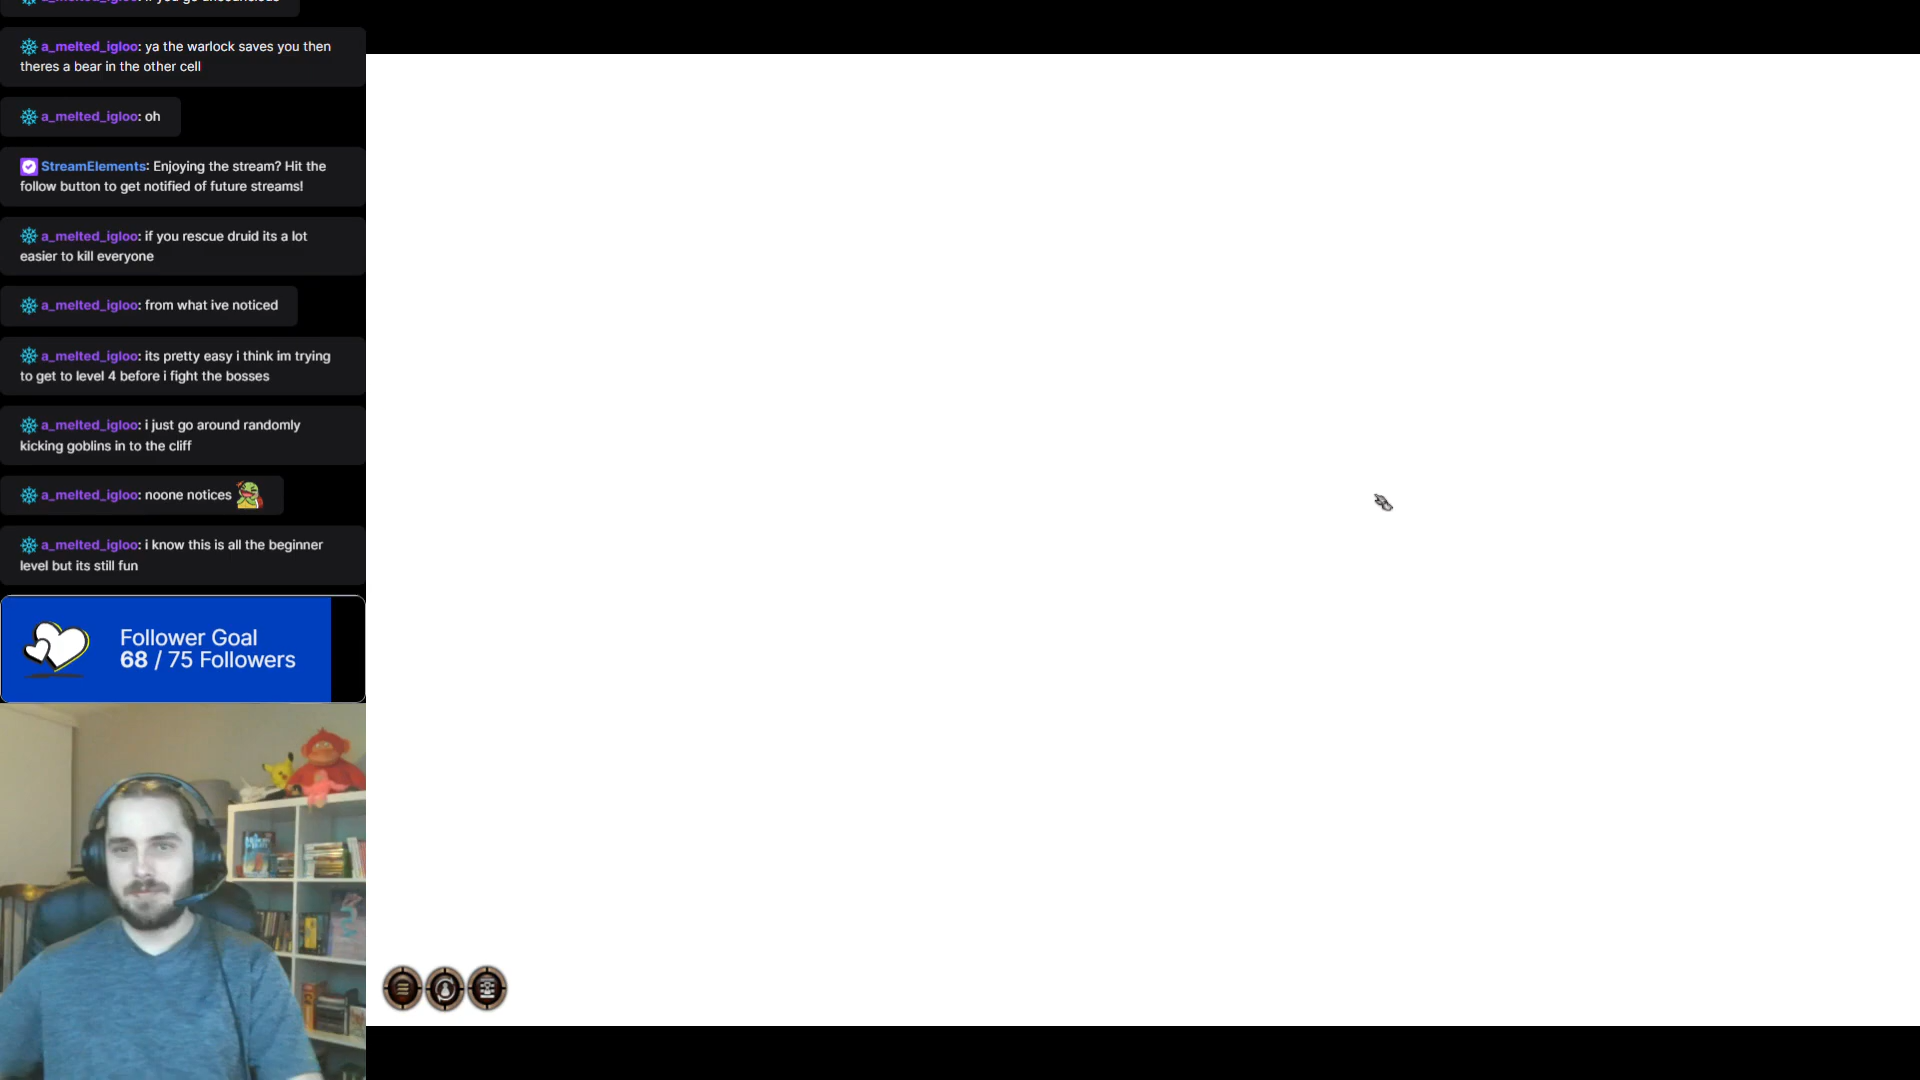 a_melted_igloo: ya the warlock saves you then
theres a bear in the other cell
a_melted_igloo: oh
StreamElements: Enjoying the stream? Hit the
follow button to get notified of future streams!
a_melted_igloo: if you rescue druid its a lot
easier to kill everyone
a_melted_igloo: from what ive noticed
a_melted_igloo: its pretty easy i think im trying
to get to level 4 before i fight the bosses
a_melted_igloo: i just go around randomly
kicking goblins in to the cliff
a_melted_igloo: noone notices
a_melted_igloo: i know this is all the beginner
level but its still fun
Follower Goal
68 / 75 Followers